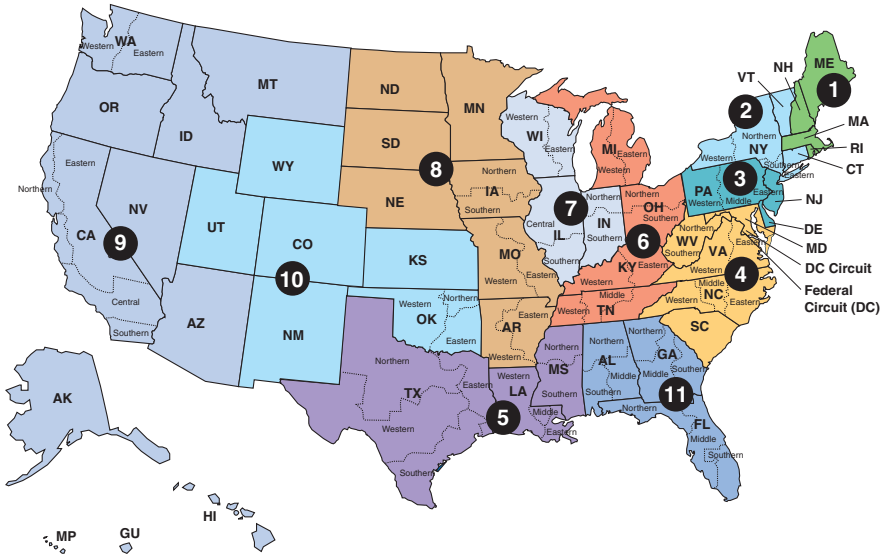 WA
Western
Eastern
MT
OR
ID
WY
ND
SD
NE
MN
8
IA
Northern
Southern
WI
Western
Eastern
MI
Eastern
Western
VT
NH
ME
1
2
MA
RI
CT
NY
Northern
Western
Southern
Eastern
3
PA
Western
Middle
Eastern
NJ
DE
MD
DC Circuit
Federal
Circuit (DC)
Eastern
Northern
CA
9
NV
Central
Southern
UT
CO
10
KS
AZ
NM
OK
Western
Northern
Eastern
MO
Western
Eastern
7
IL
Northern
Central
Southern
IN
Northern
Southern
OH
Northern
Southern
6
KY
Western
Eastern
TN
Western
Middle
Eastern
WV
Northern
Southern
VA
Eastern
Western
4
NC
Western
Middle
Eastern
SC
AR
Eastern
Western
TX
Northern
Eastern
Western
Southern
5
LA
Western
Middle
Eastern
MS
Northern
Southern
AL
Northern
Middle
Southern
GA
Northern
Middle
Southern
11
FL
Northern
Middle
Southern
AK
HI
MP
GU